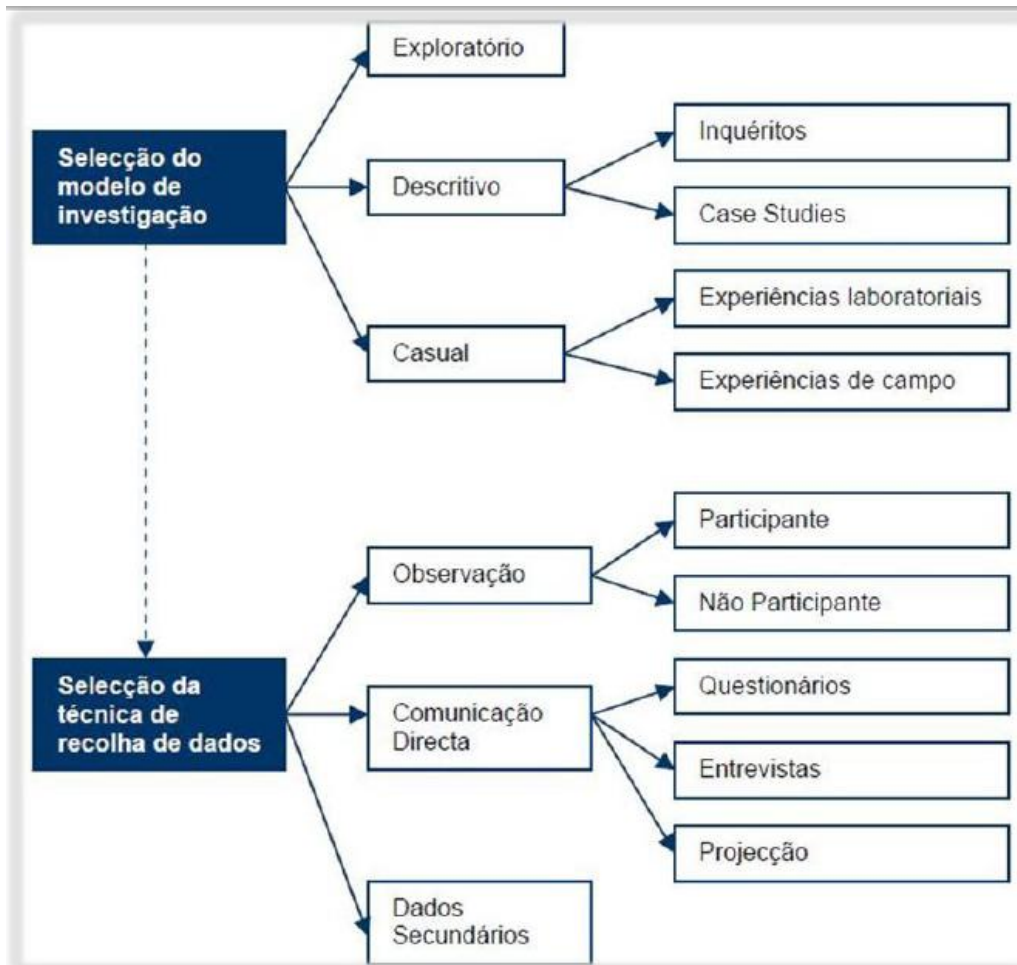 Exploratório
Selecção do
modelo de
investigação
Descritivo
Inquéritos
Case Studies
Casual
Experiências laboratoriais
Experiências de campo
Observação
Participante
Não Participante
Selecção da
técnica de
recolha de dados
Comunicação
Directa
Questionários
Entrevistas
Projecção
Dados
Secundários